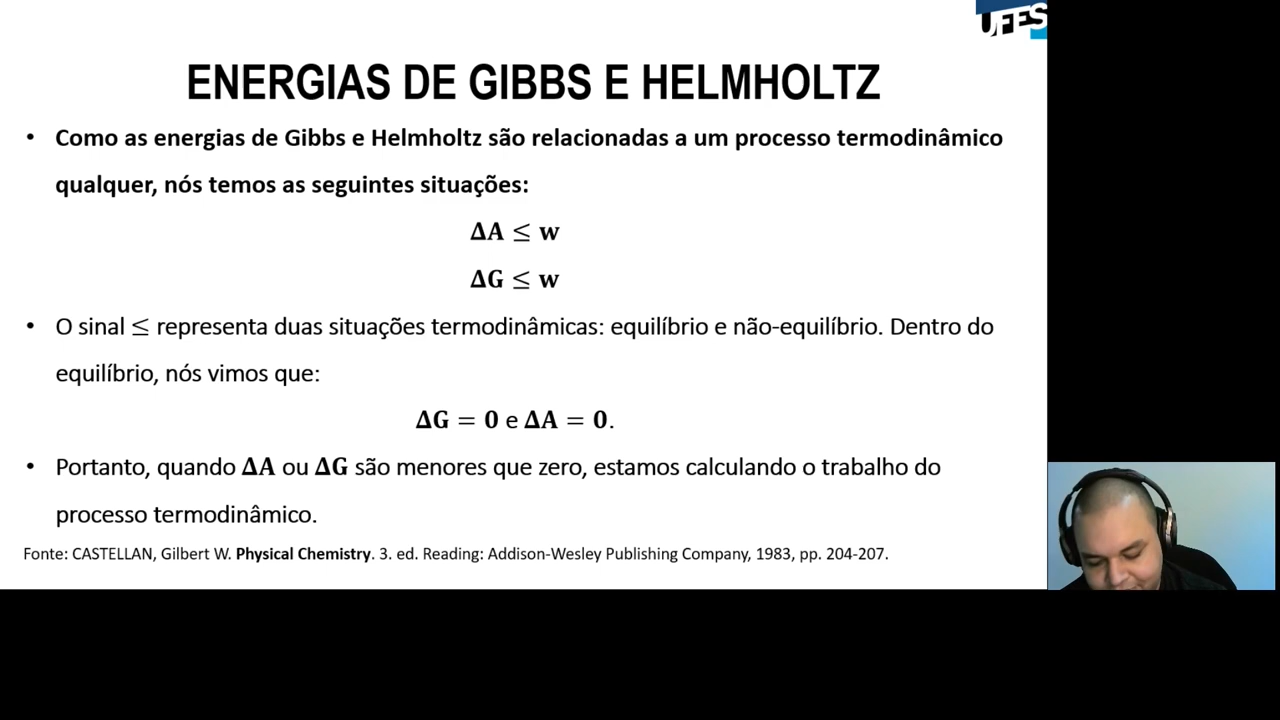 UFES
ENERGIAS DE GIBBS E HELMHOLTZ
• Como as energias de Gibbs e Helmholtz são relacionadas a um processo termodinâmico
qualquer, nós temos as seguintes situações:
ΔA ≤ w
ΔG ≤ w
• O sinal ≤ representa duas situações termodinâmicas: equilíbrio e não-equilíbrio. Dentro do
equilíbrio, nós vimos que:
ΔG = 0 e ΔA = 0.
• Portanto, quando ΔA ou ΔG são menores que zero, estamos calculando o trabalho do
processo termodinâmico.
Fonte: CASTELLAN, Gilbert W. Physical Chemistry. 3. ed. Reading: Addison-Wesley Publishing Company, 1983, pp. 204-207.